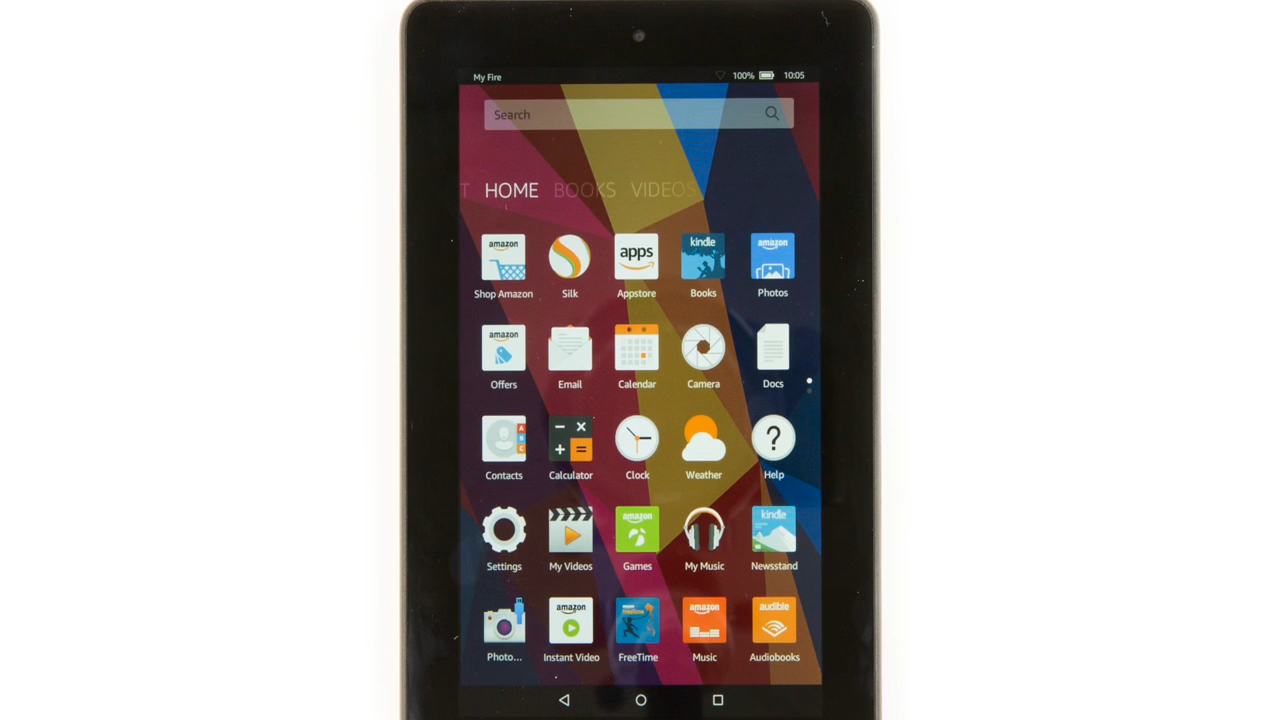 My Fire 100% 10:05
Search
T HOME BOOKS VIDEOS
amazon apps kindle amazon
Shop Amazon Silk Appstore Books Photos
amazon
Offers Email Calendar Camera Docs
A
B
C
Contacts Calculator Clock Weather Help
amazon kindle
Settings My Videos Games My Music Newsstand
amazon amazon audible
Photo... Instant Video FreeTime Music Audiobooks